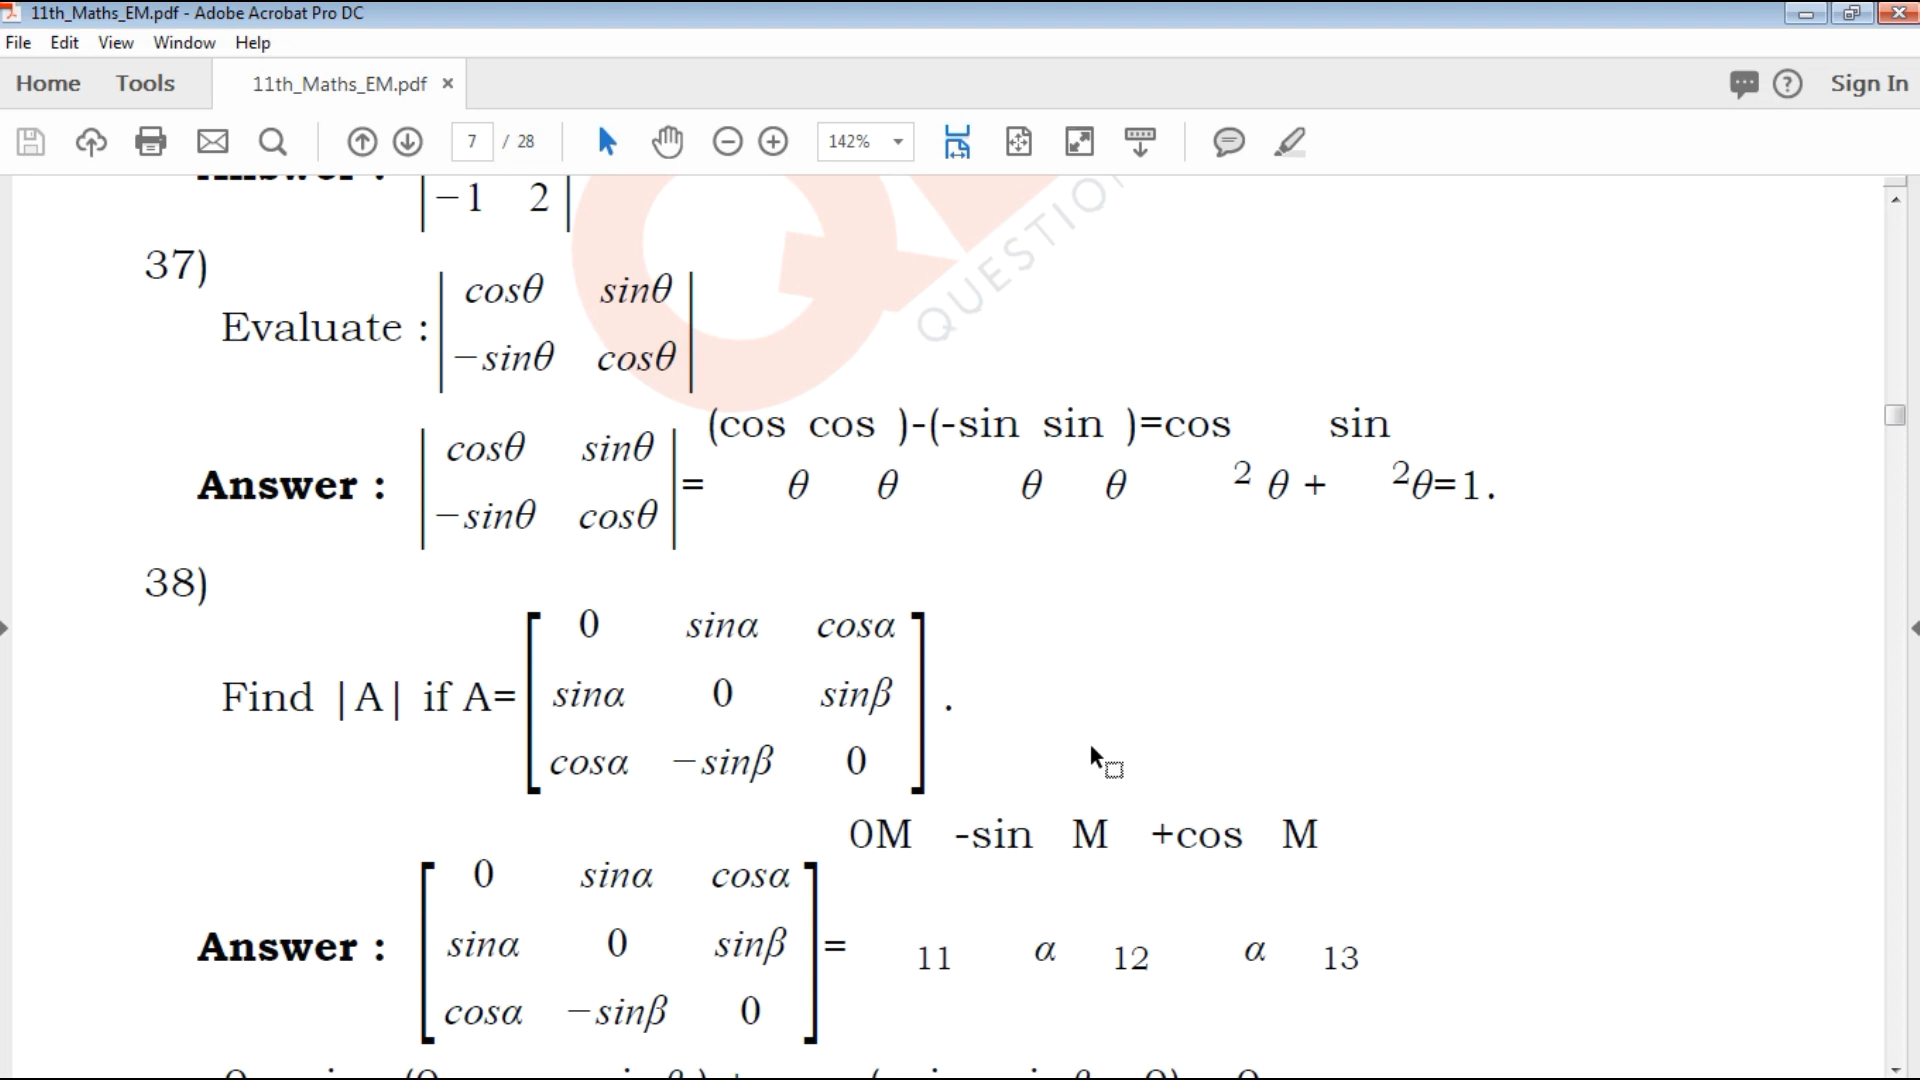 11th_Maths_EM.pdf - Adobe Acrobat Pro DC
File Edit View Window Help
Home Tools 11th_Maths_EM.pdf × Sign In
7 / 28 142%
Answer :
−1 2
QUESTION
37)
cosθ sinθ
Evaluate :
−sinθ cosθ
(cos cos )-(-sin sin )=cos sin
cosθ sinθ
Answer : = θ θ θ θ 2 θ + 2θ=1.
−sinθ cosθ
38)
0 sinα cosα
Find |A| if A= sinα 0 sinβ .
cosα −sinβ 0
0M -sin M +cos M
0 sinα cosα
Answer : sinα 0 sinβ = 11 α 12 α 13
cosα −sinβ 0